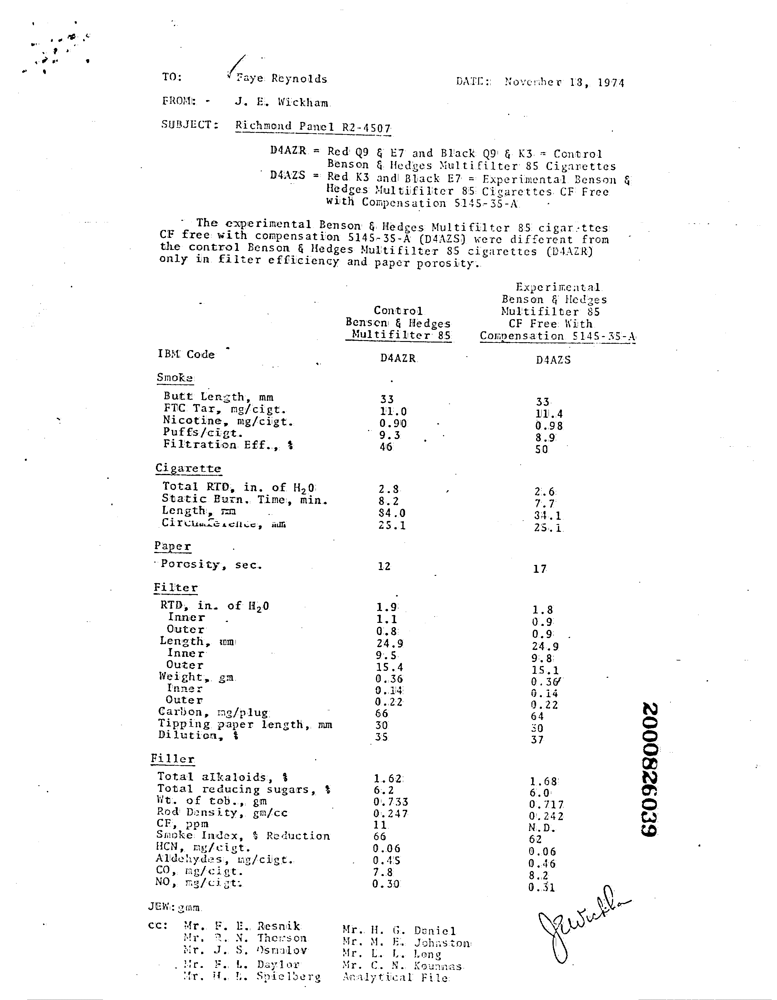 TO: Faye Reynolds DATE: November 13, 1974
FROM: - J. E. Wickham
SUBJECT: Richmond Panel R2-4507
D4AZR = Red Q9 & E7 and Black Q9 & K3 = Control
Benson & Hedges Multifilter 85 Cigarettes
D4AZS = Red K3 and Black E7 = Experimental Benson &
Hedges Multifilter 85 Cigarettes CF Free
with Compensation 5145-35-A
The experimental Benson & Hedges Multifilter 85 cigarettes
CF free with compensation 5145-35-A (D4AZS) were different from
the control Benson & Hedges Multifilter 85 cigarettes (D4AZR)
only in filter efficiency and paper porosity.
Control
Benson & Hedges
Multifilter 85
Experimental
Benson & Hedges
Multifilter 85
CF Free With
Compensation 5145-35-A
IBM Code D4AZR D4AZS
Smoke
Butt Length, mm 33 33
FTC Tar, mg/cigt. 11.0 11.4
Nicotine, mg/cigt. 0.90 0.98
Puffs/cigt. 9.3 8.9
Filtration Eff., % 46 50
Cigarette
Total RTD, in. of H2O 2.8 2.6
Static Burn. Time, min. 8.2 7.7
Length, mm 84.0 84.1
Circumference, mm 25.1 25.1
Paper
Porosity, sec. 12 17
Filter
RTD, in. of H2O 1.9 1.8
Inner 1.1 0.9
Outer 0.8 0.9
Length, mm 24.9 24.9
Inner 9.5 9.8
Outer 15.4 15.1
Weight, gm 0.36 0.36
Inner 0.14 0.14
Outer 0.22 0.22
Carbon, mg/plug 66 64
Tipping paper length, mm 30 30
Dilution, % 35 37
Filler
Total alkaloids, % 1.62 1.68
Total reducing sugars, % 6.2 6.0
Wt. of tob., gm 0.733 0.717
Rod Density, gm/cc 0.247 0.242
CF, ppm 11 N.D.
Smoke Index, % Reduction 66 62
HCN, mg/cigt. 0.06 0.06
Aldehydes, mg/cigt. 0.45 0.46
CO, mg/cigt. 7.8 8.2
NO, mg/cigt. 0.30 0.31
JEW:gmm
cc: Mr. F. E. Resnik Mr. H. G. Daniel
Mr. R. N. Thomson Mr. M. E. Johnston
Mr. J. S. Osmalov Mr. L. L. Long
Mr. F. L. Daylor Mr. C. N. Kounnas
Mr. H. L. Spielberg Analytical File
JEWickham
2000826039